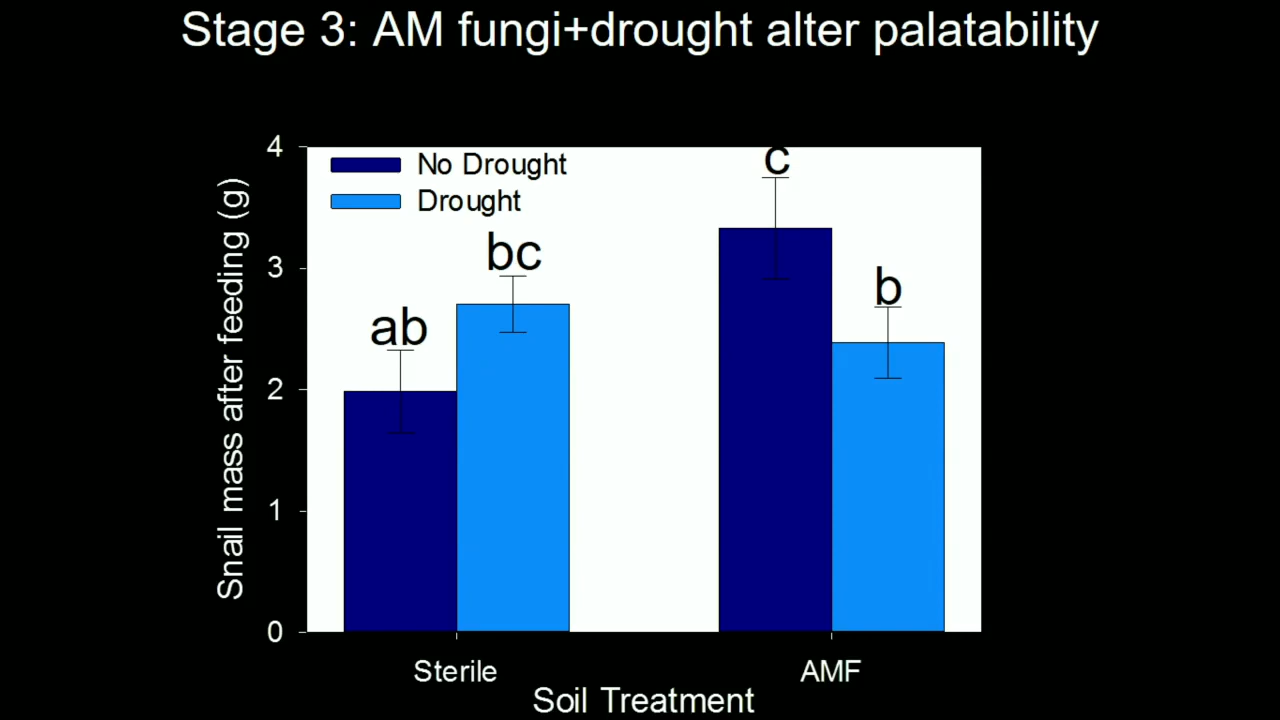 Stage 3: AM fungi+drought alter palatability
4
3
2
1
0
Snail mass after feeding (g)
No Drought
Drought
ab
bc
c
b
Sterile
AMF
Soil Treatment